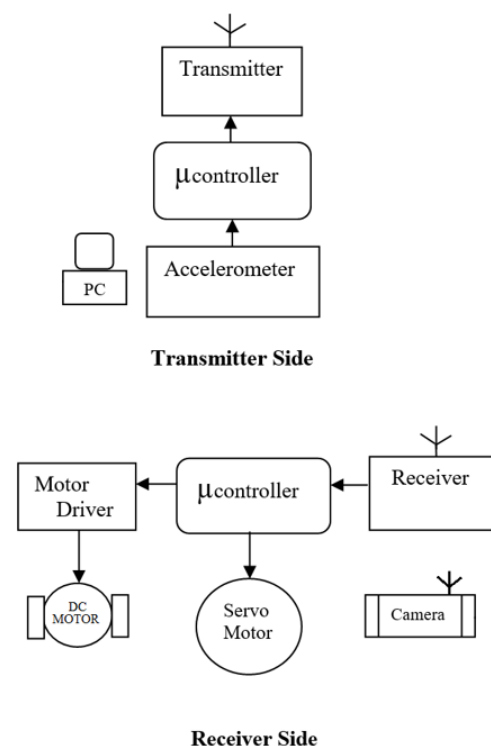 Transmitter
μcontroller
PC
Accelerometer
Transmitter Side
Motor
Driver
μcontroller
Receiver
DC
MOTOR
Servo
Motor
Camera
Receiver Side